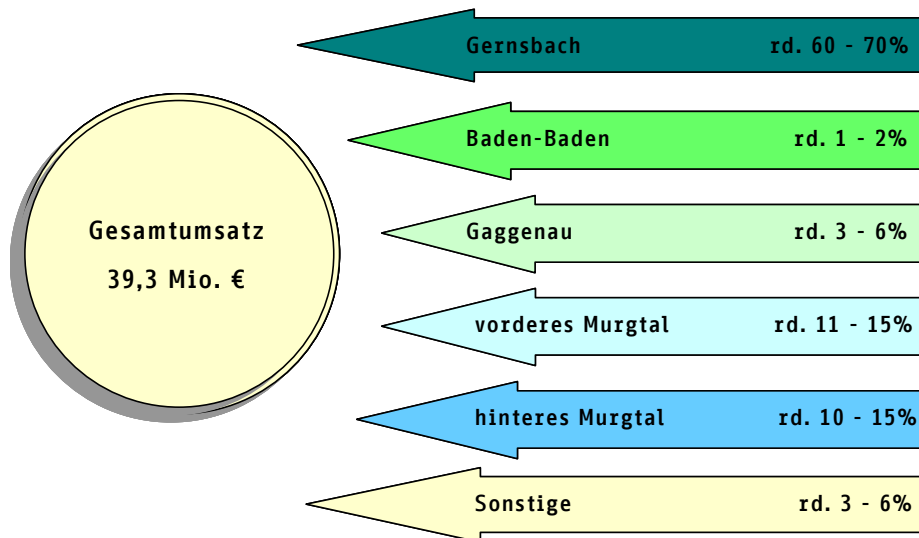 Gernsbach rd. 60 - 70%
Baden-Baden rd. 1 - 2%
Gesamtumsatz
39,3 Mio. €
Gaggenau rd. 3 - 6%
vorderes Murgtal rd. 11 - 15%
hinteres Murgtal rd. 10 - 15%
Sonstige rd. 3 - 6%